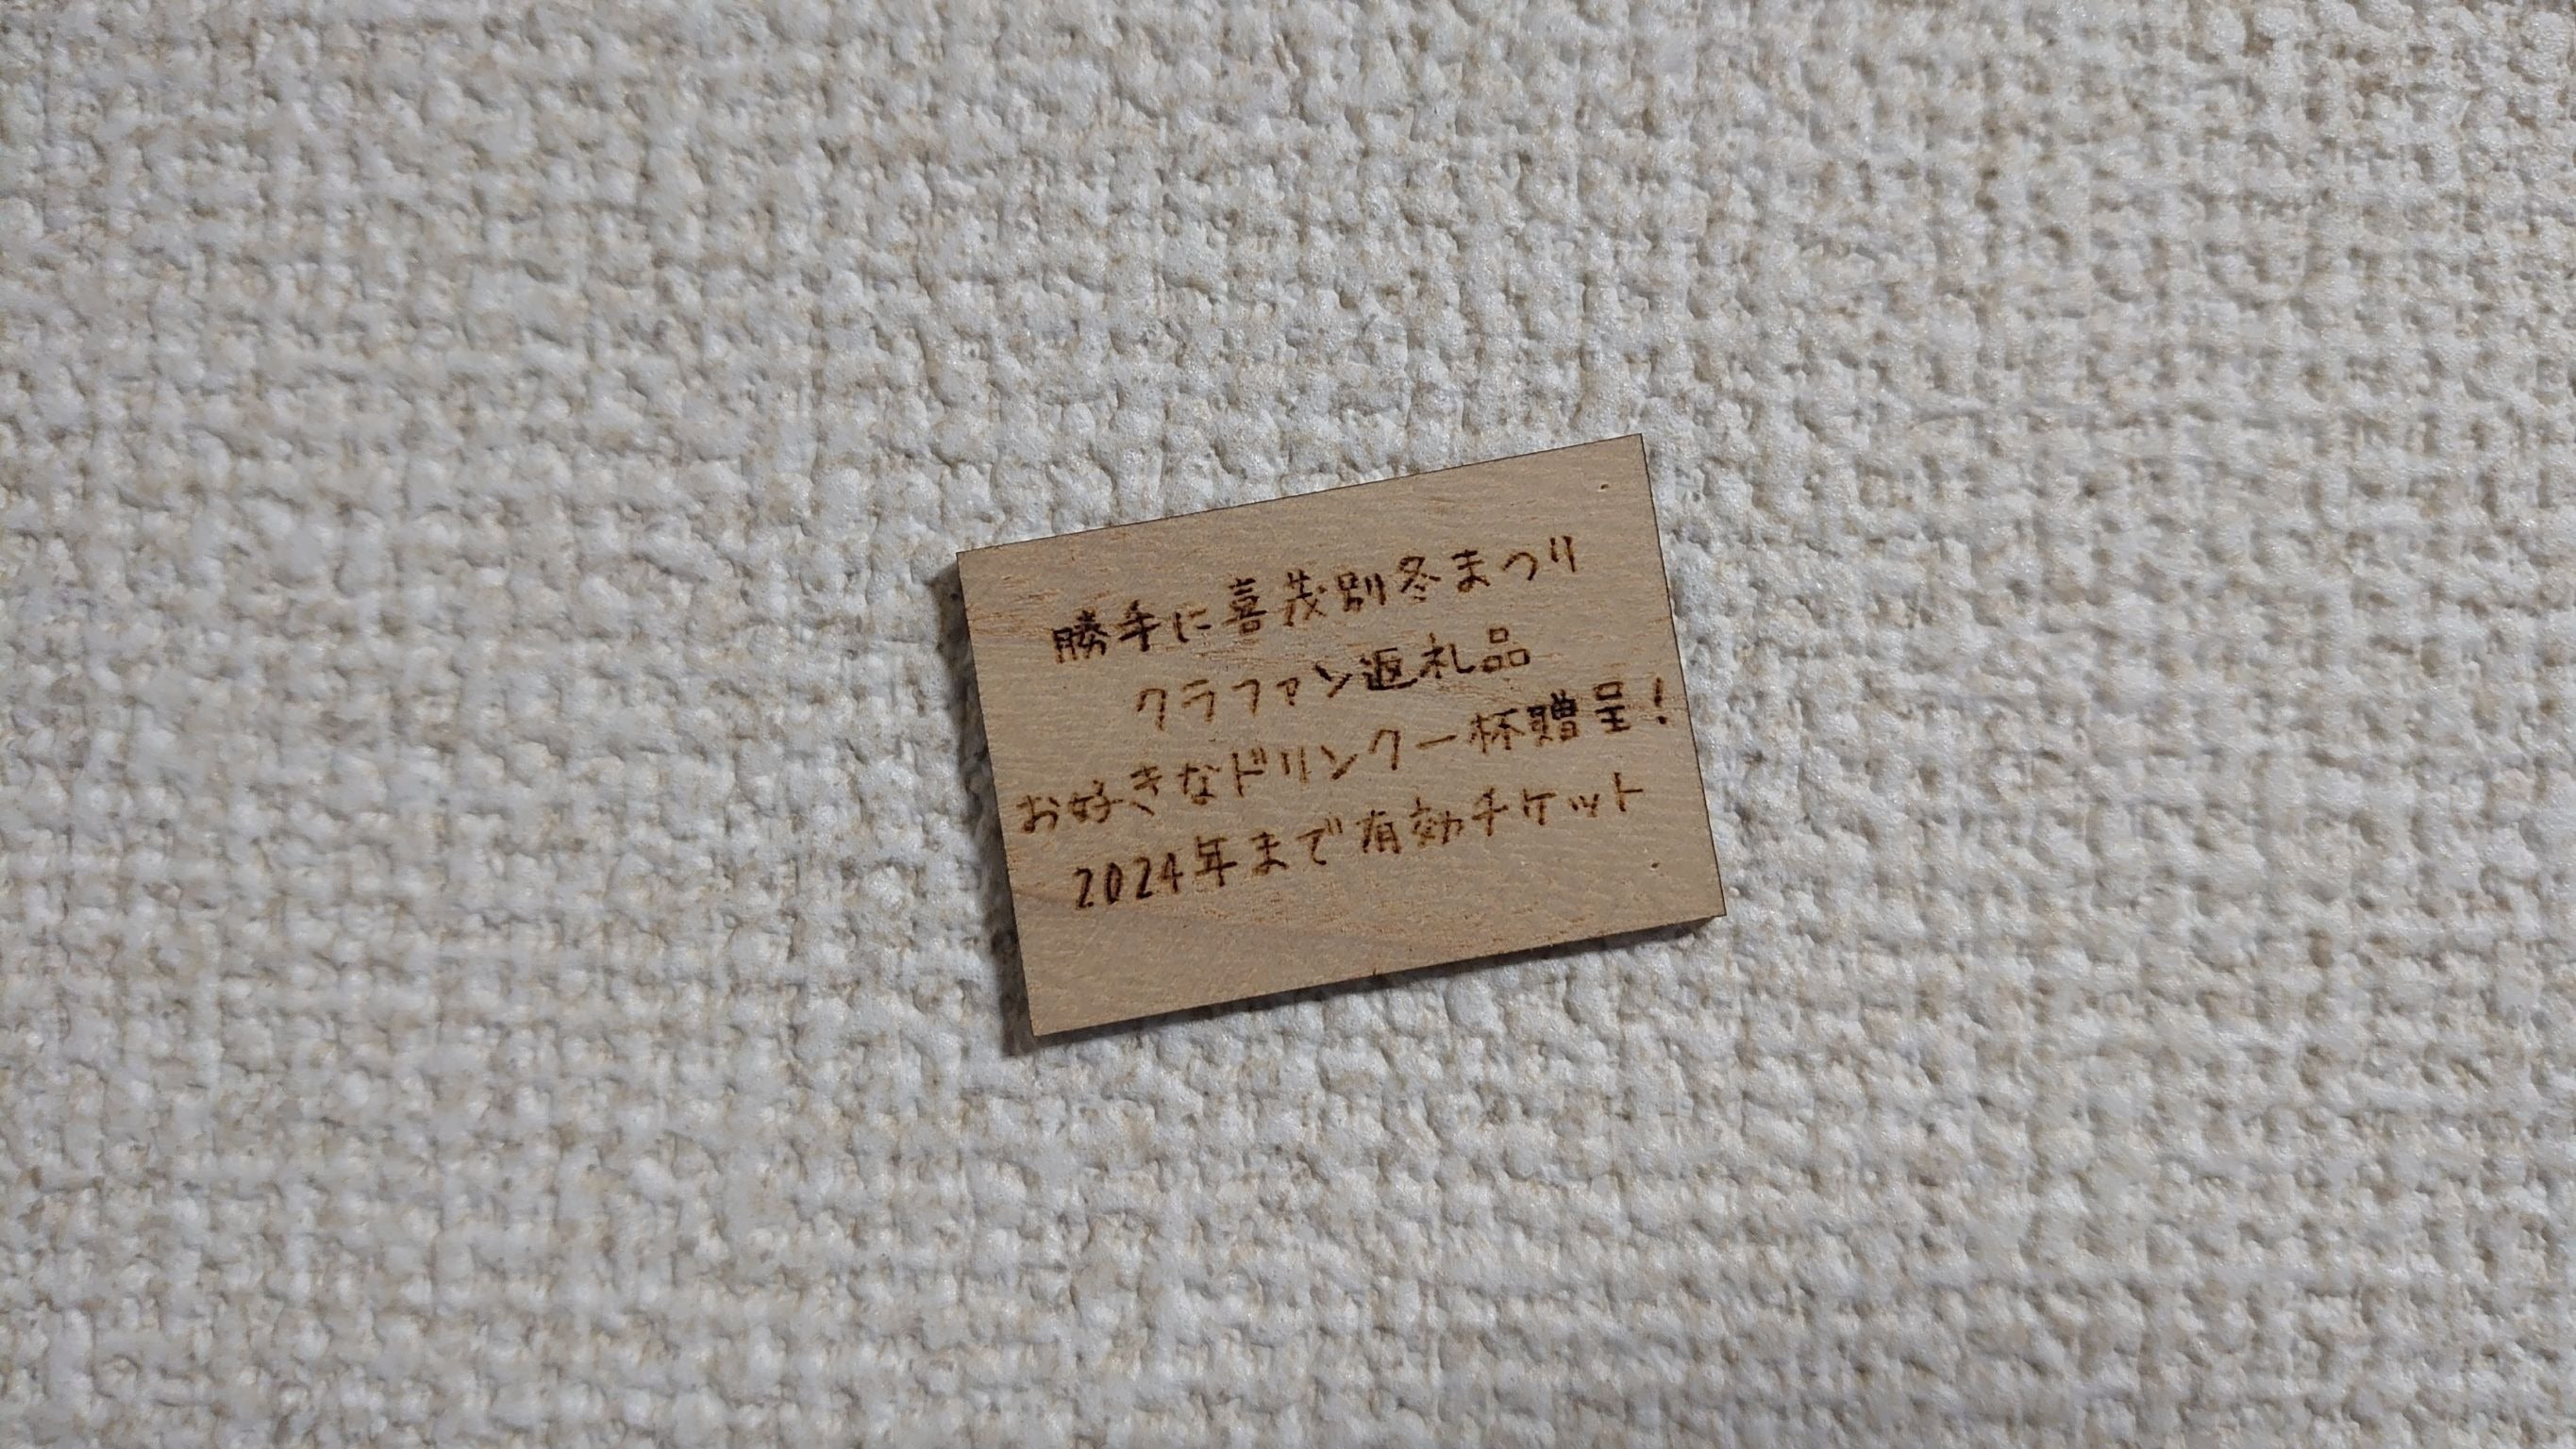 勝手に喜茂別冬まつり
クラファン返礼品
お好きなドリンク一杯贈呈!
2024年まで有効チケット